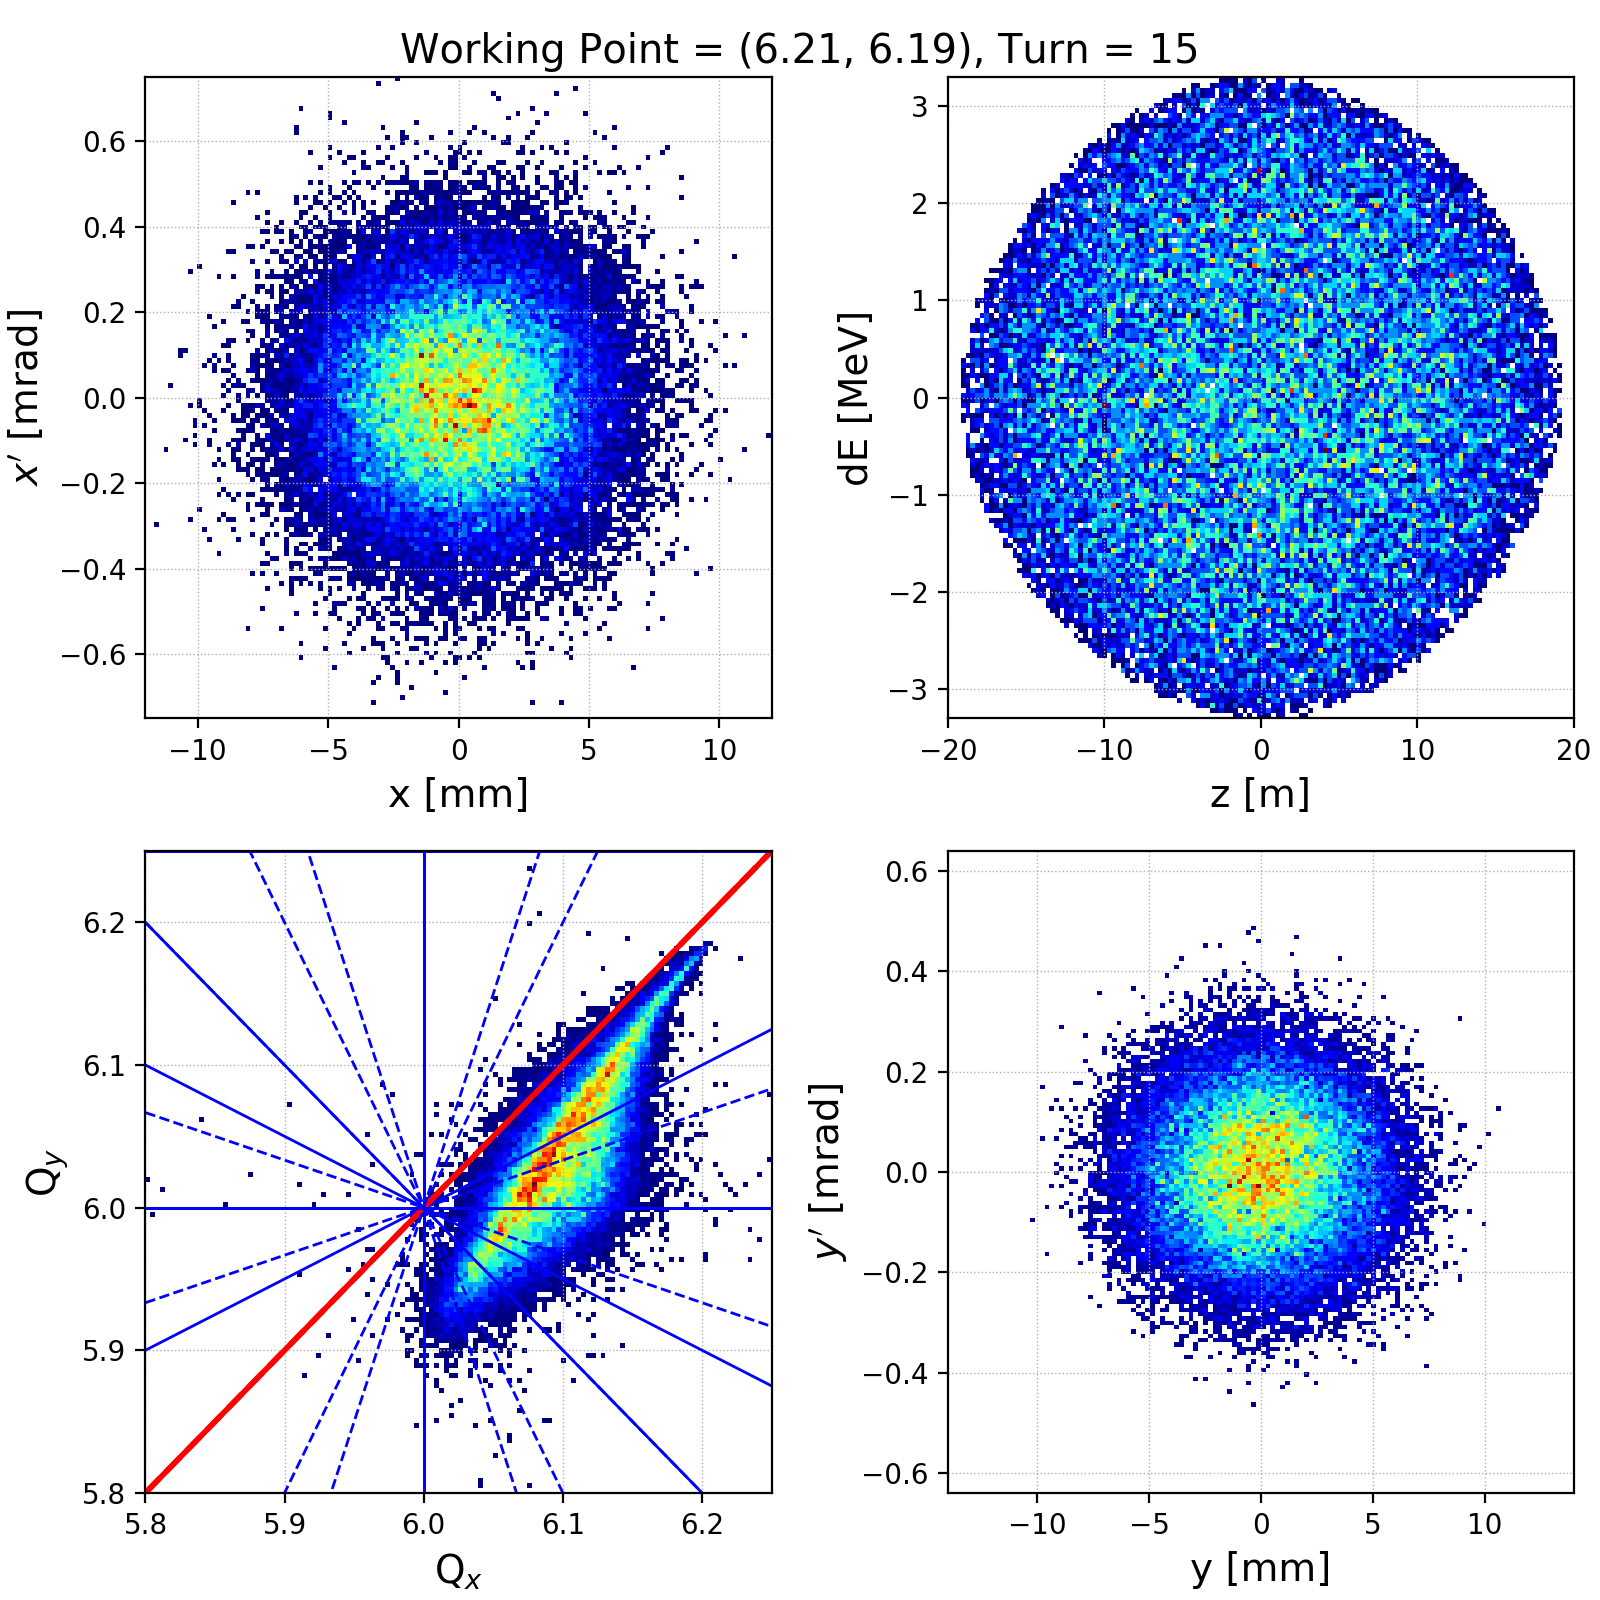 Working Point = (6.21, 6.19), Turn = 15
0.6
0.4
0.2
0.0
−0.2
−0.4
−0.6
x′ [mrad]
−10 −5 0 5 10
x [mm]
3
2
1
0
−1
−2
−3
dE [MeV]
−20 −10 0 10 20
z [m]
6.2
6.1
6.0
5.9
5.8
Qy
5.8 5.9 6.0 6.1 6.2
Qx
0.6
0.4
0.2
0.0
−0.2
−0.4
−0.6
y′ [mrad]
−10 −5 0 5 10
y [mm]